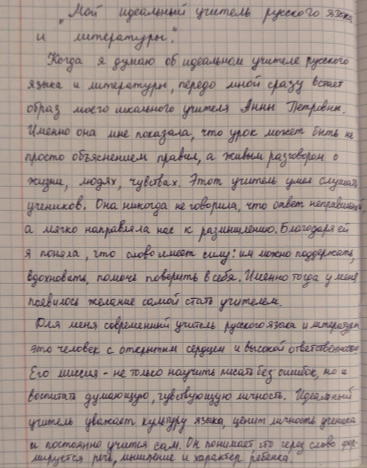 „Мой идеальный учитель русского языка
и литературы."
Когда я думаю об идеальном учителе русского
языка и литературы, передо мной сразу встает
образ моего школьного учителя Анны Петровны.
Именно она мне показала, что урок может быть не
просто объяснением правил, а живым разговором о
жизни, людях, чувствах. Этот учитель умел слушать
учеников. Она никогда не говорила, что ответ неправильный
а мягко направляла нас к размышлению. Благодаря ей
я поняла, что слово имеет силу: им можно поддержать,
вдохновить, помочь поверить в себя. Именно тогда у меня
появилось желание самой стать учителем.
Для меня современный учитель русского языка и литературы
это человек с открытым сердцем и высокой ответственностью
Его миссия - не только научить писать без ошибок, но и
воспитать думающую, чувствующую личность. Идеальный
учитель уважает культуру языка, ценит личность ученика
и постоянно учится сам. Он понимает что через слово фор-
мируется речь, мышление и характер ребенка